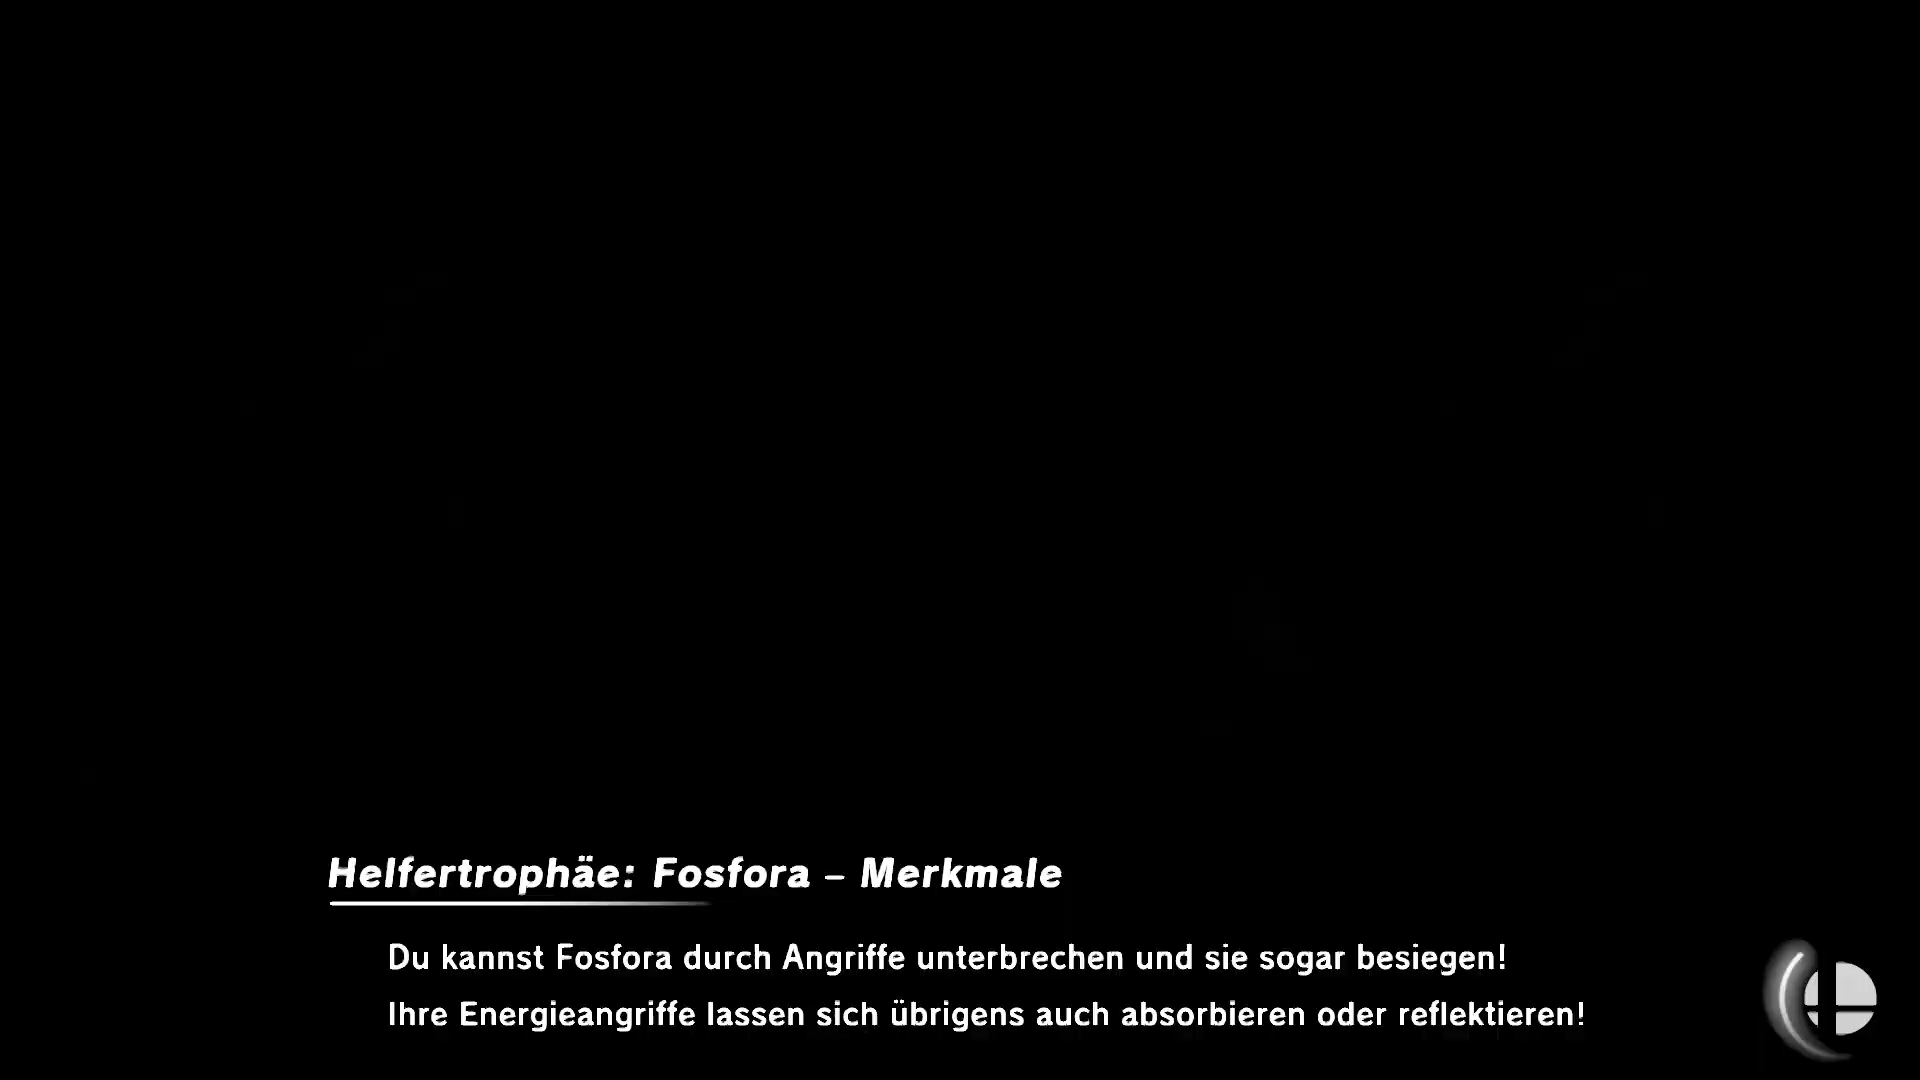 Helfertrophäe: Fosfora – Merkmale
Du kannst Fosfora durch Angriffe unterbrechen und sie sogar besiegen!
Ihre Energieangriffe lassen sich übrigens auch absorbieren oder reflektieren!